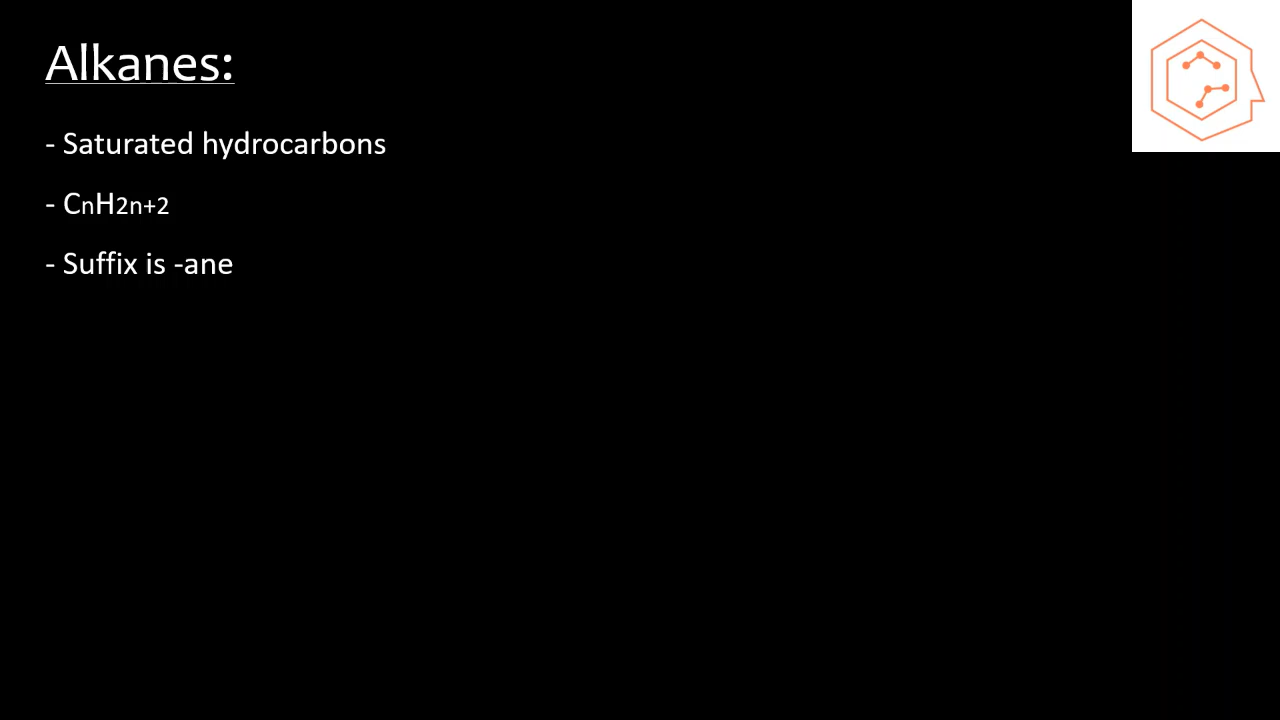 Alkanes:
- Saturated hydrocarbons
- CnH2n+2
- Suffix is -ane